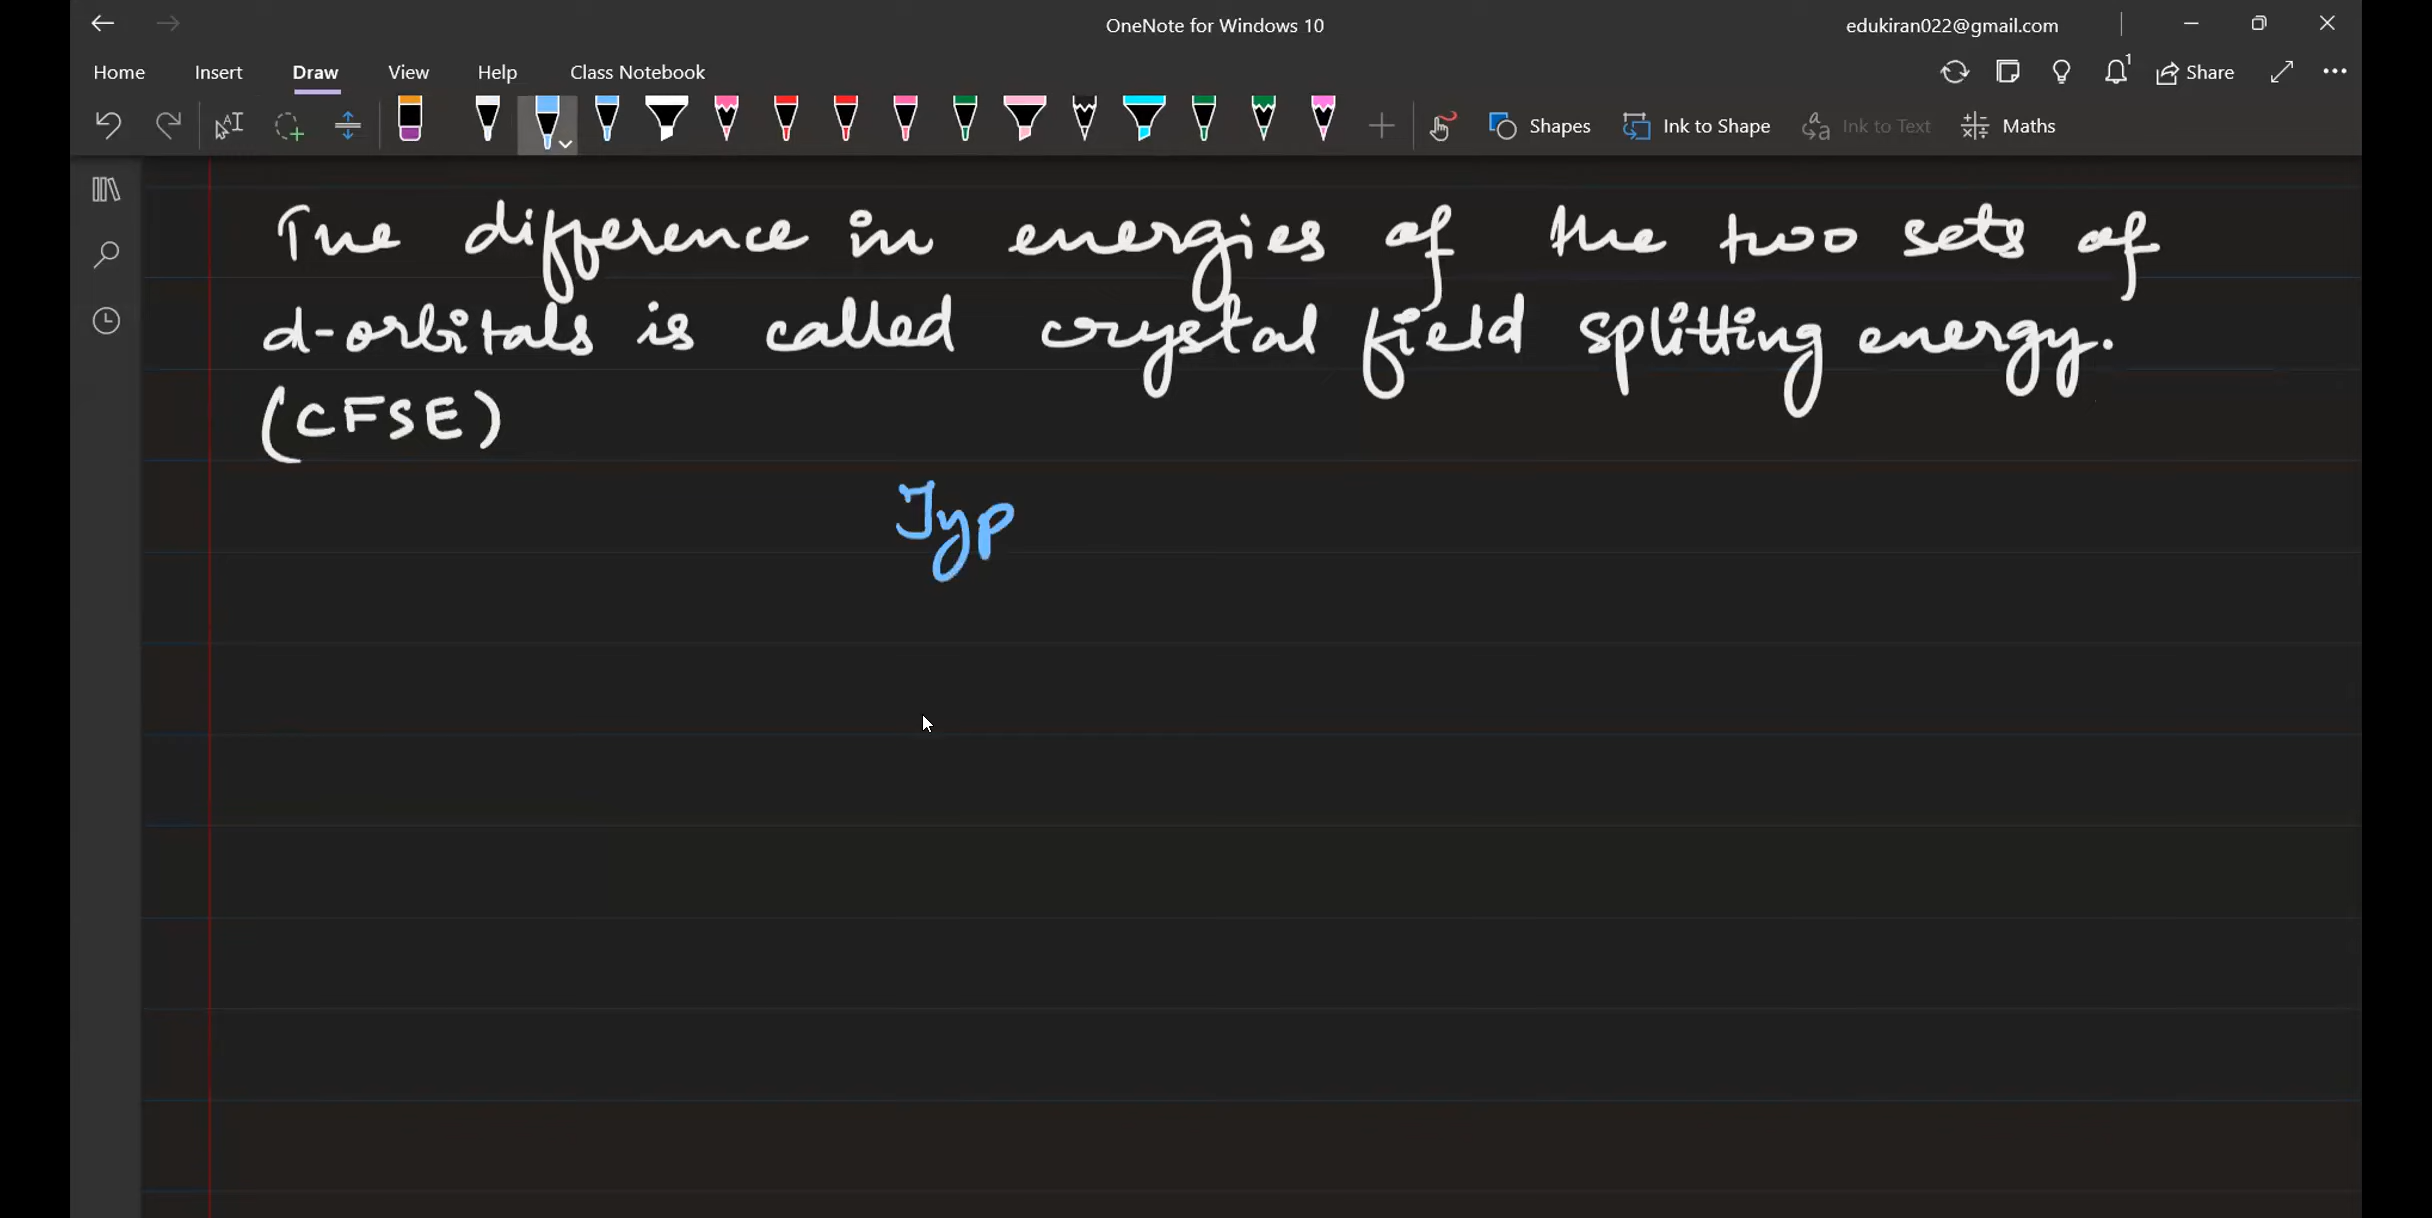 OneNote for Windows 10
edukiran022@gmail.com
Home Insert Draw View Help Class Notebook
1 Share
Shapes Ink to Shape Ink to Text Maths
The difference in energies of the two sets of
d-orbitals is called crystal field splitting energy.
(CFSE)
Typ